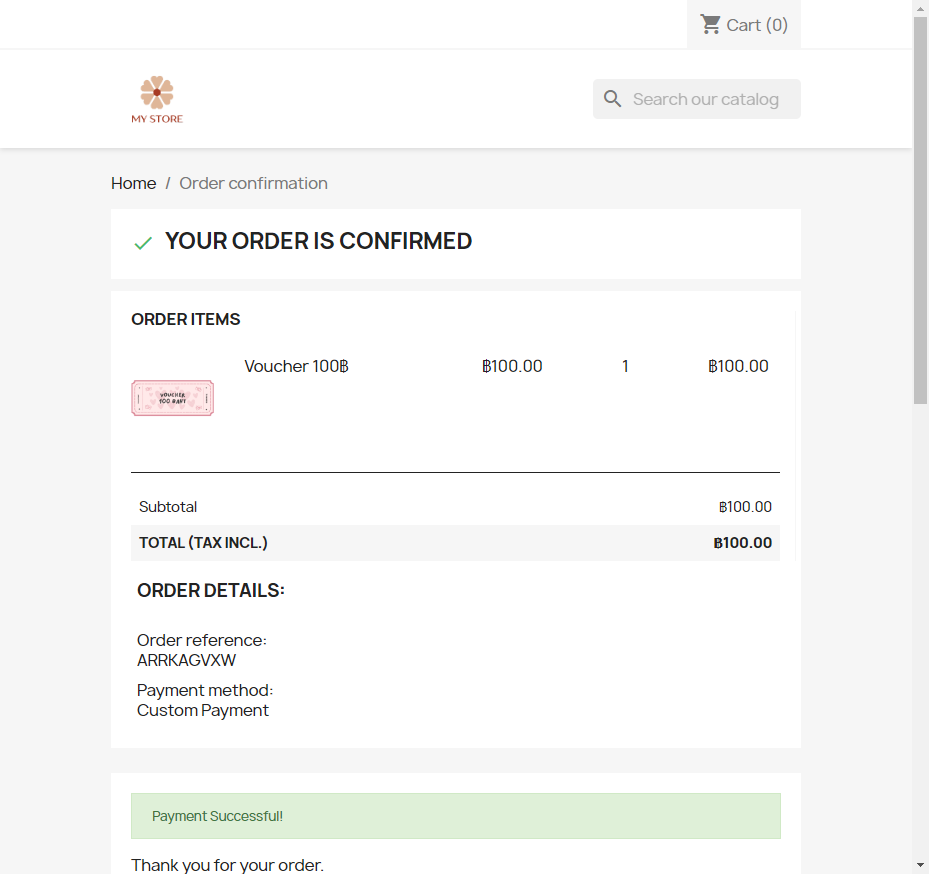 Cart (0)
MY STORE
Search our catalog
Home / Order confirmation
YOUR ORDER IS CONFIRMED
ORDER ITEMS
Voucher 100฿ ฿100.00 1 ฿100.00
VOUCHER
100 BAHT
Subtotal ฿100.00
TOTAL (TAX INCL.) ฿100.00
ORDER DETAILS:
Order reference:
ARRKAGVXW
Payment method:
Custom Payment
Payment Successful!
Thank you for your order.